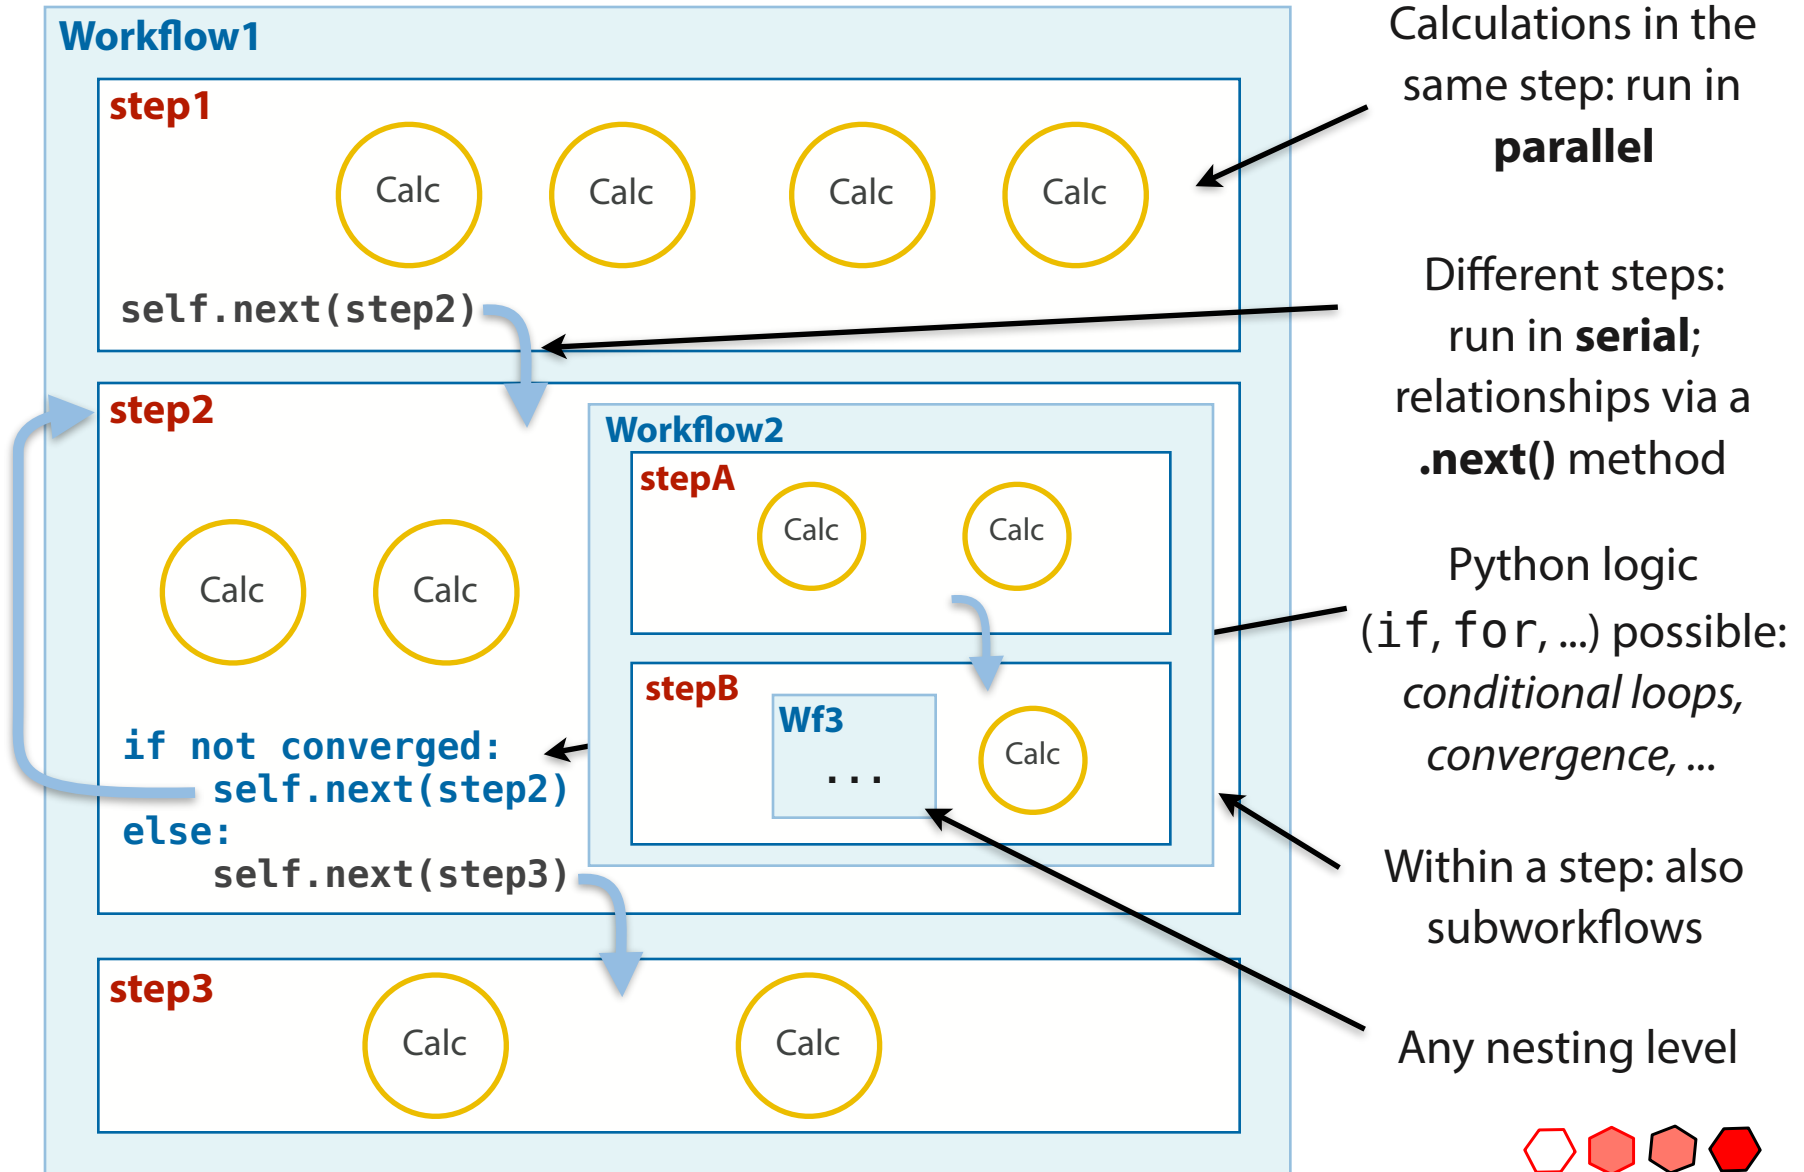 Workflow1
step1
Calc
Calc
Calc
Calc
self.next(step2)
step2
Calc
Calc
if not converged:
    self.next(step2)
else:
    self.next(step3)
Workflow2
stepA
Calc
Calc
stepB
Wf3
...
Calc
step3
Calc
Calc
Calculations in the
same step: run in
parallel
Different steps:
run in serial;
relationships via a
.next() method
Python logic
(if, for, ...) possible:
conditional loops,
convergence, ...
Within a step: also
subworkflows
Any nesting level